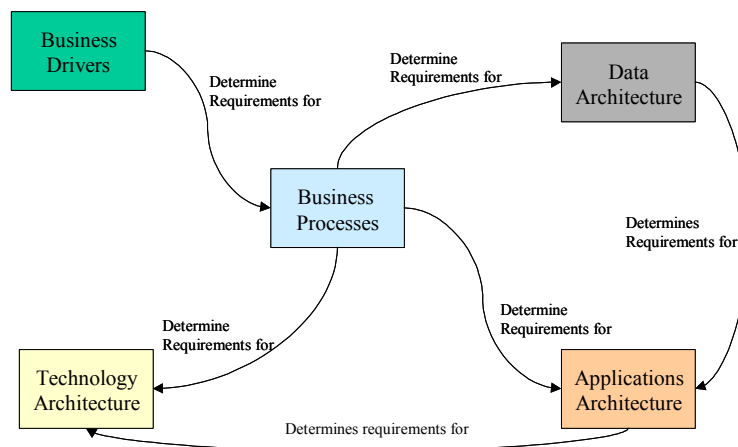 Business
Drivers
Determine
Requirements for
Determine
Requirements for
Data
Architecture
Business
Processes
Determines
Requirements for
Determine
Requirements for
Determine
Requirements for
Technology
Architecture
Applications
Architecture
Determines requirements for